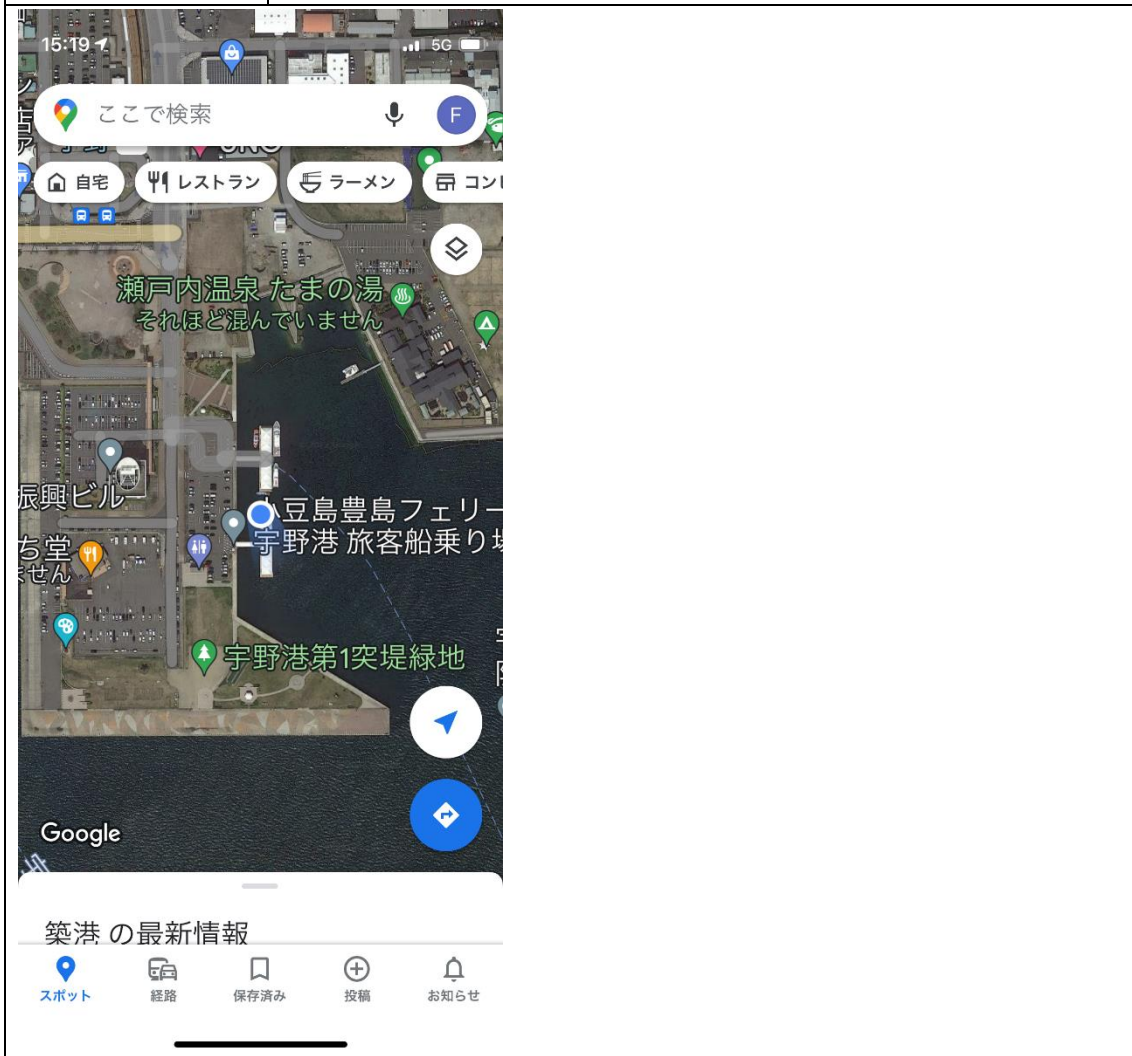 15:19
5G
ここで検索
F
UNO
自宅
レストラン
ラーメン
瀬戸内温泉 たまの湯
それほど混んでいません
振興ビル
小豆島豊島フェリー
宇野港 旅客船乗り場
ち堂
ません
宇野港第1突堤緑地
Google
築港 の最新情報
スポット
経路
保存済み
投稿
お知らせ